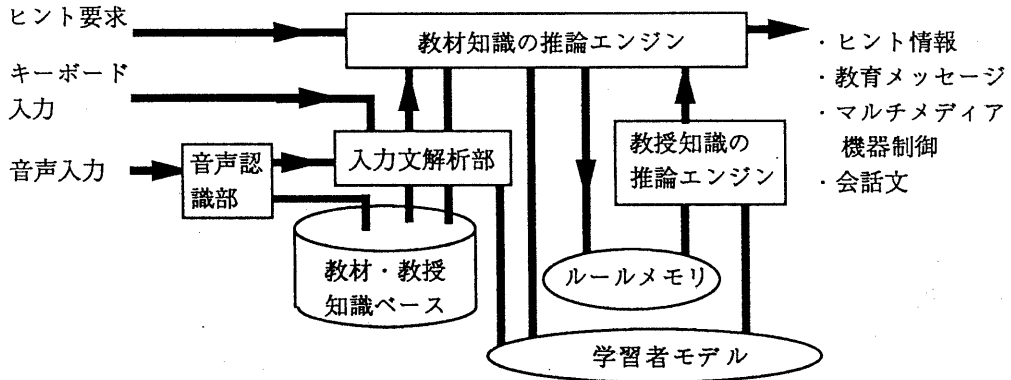 ヒント要求
教材知識の推論エンジン
・ヒント情報
・教育メッセージ
・マルチメディア
機器制御
・会話文
キーボード
入力
音声入力
音声認
識部
入力文解析部
教授知識の
推論エンジン
教材・教授
知識ベース
ルールメモリ
学習者モデル